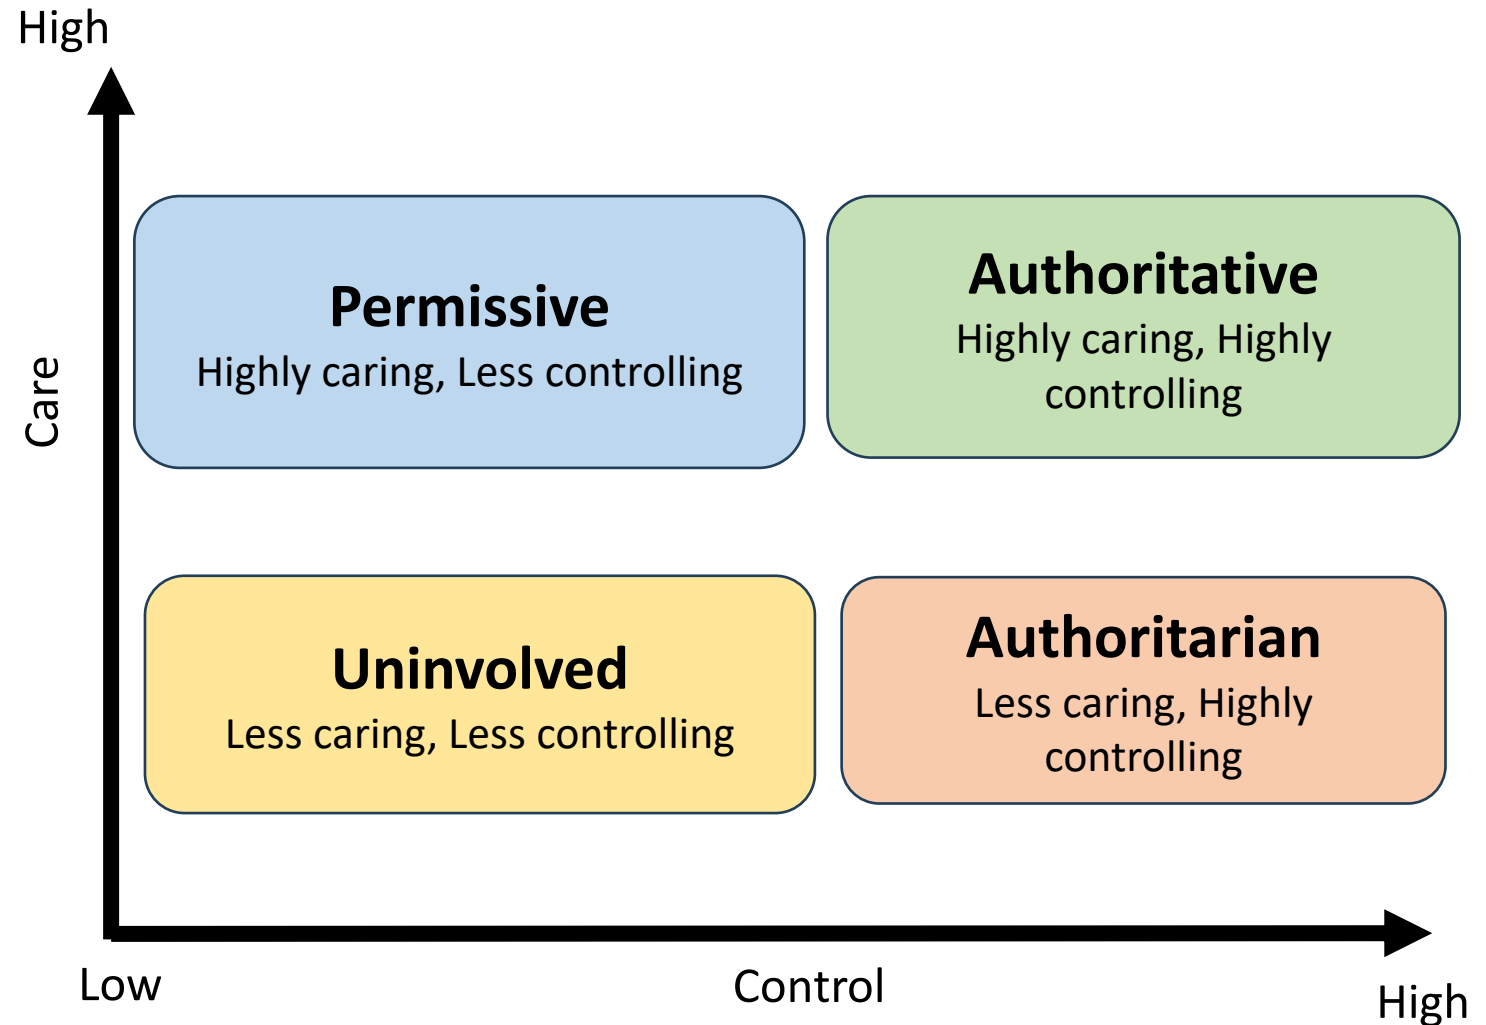 High
Care
Permissive
Highly caring, Less controlling
Authoritative
Highly caring, Highly
controlling
Uninvolved
Less caring, Less controlling
Authoritarian
Less caring, Highly
controlling
Low
Control
High